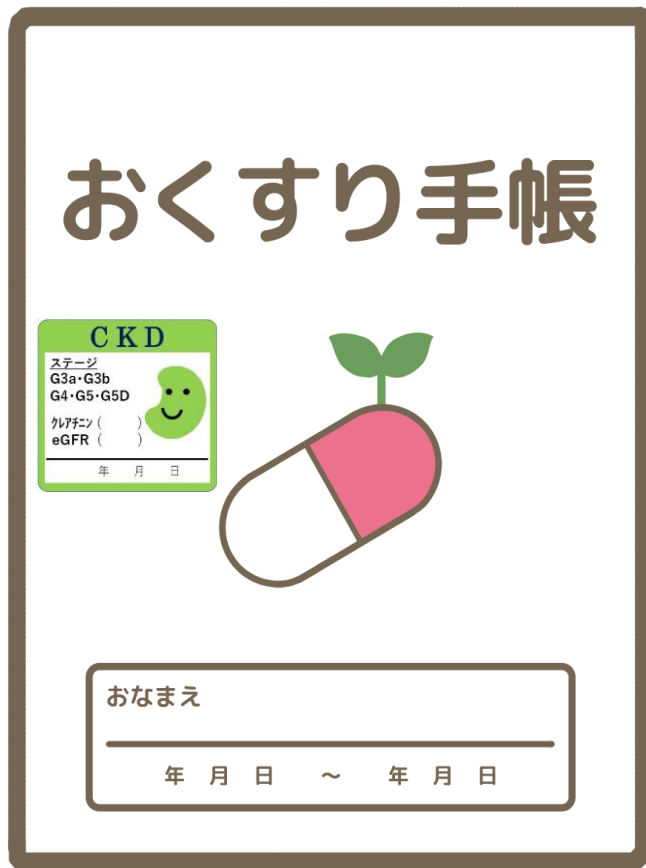 おくすり手帳
CKD
ステージ
G3a・G3b
G4・G5・G5D
クレアチニン (　　)
eGFR (　　)
年　月　日
おなまえ
年　月　日　～　年　月　日